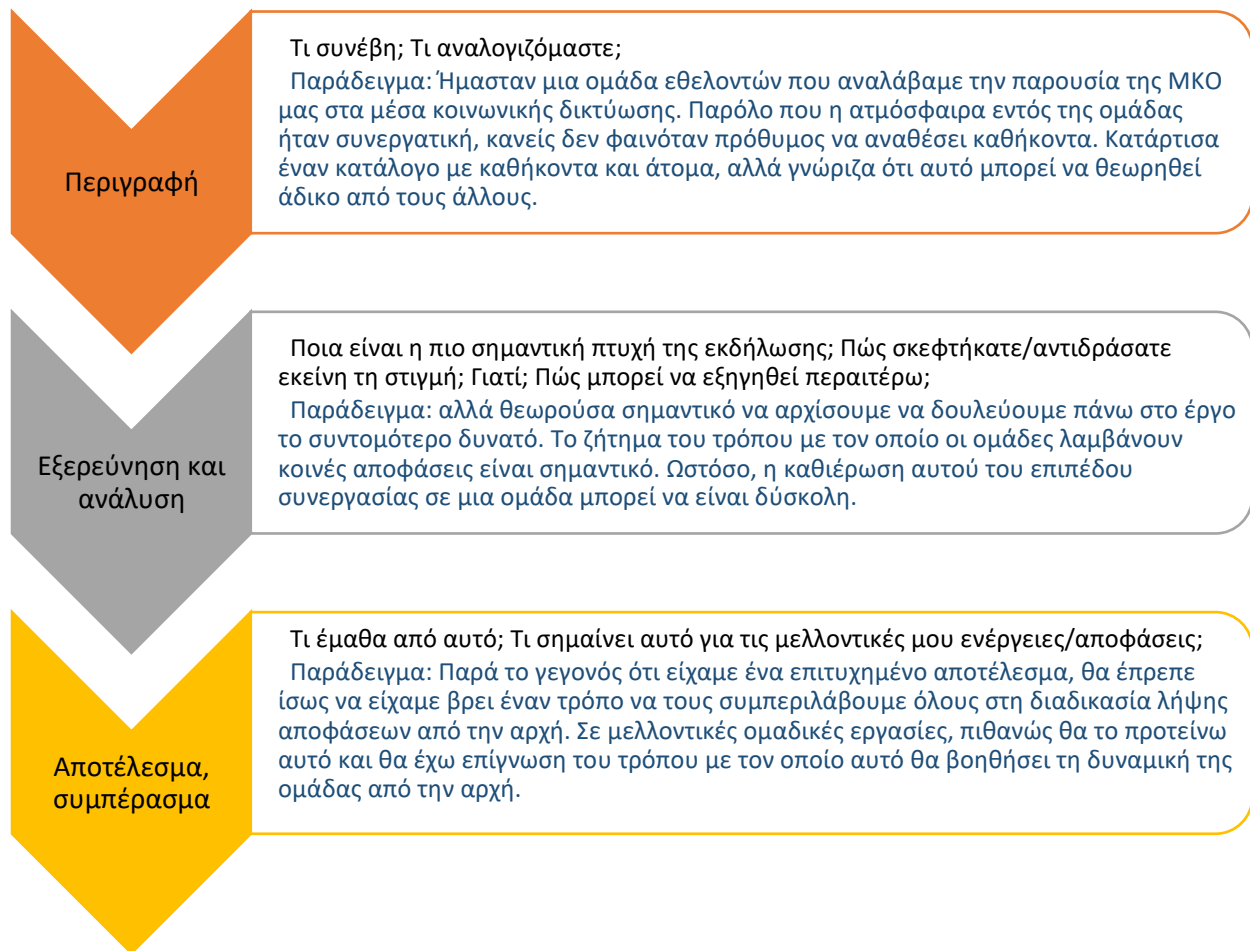 Περιγραφή
Τι συνέβη; Τι αναλογιζόμαστε;
Παράδειγμα: Ήμασταν μια ομάδα εθελοντών που αναλάβαμε την παρουσία της ΜΚΟ
μας στα μέσα κοινωνικής δικτύωσης. Παρόλο που η ατμόσφαιρα εντός της ομάδας
ήταν συνεργατική, κανείς δεν φαινόταν πρόθυμος να αναθέσει καθήκοντα. Κατάρτισα
έναν κατάλογο με καθήκοντα και άτομα, αλλά γνώριζα ότι αυτό μπορεί να θεωρηθεί
άδικο από τους άλλους.
Εξερεύνηση και
ανάλυση
Ποια είναι η πιο σημαντική πτυχή της εκδήλωσης; Πώς σκεφτήκατε/αντιδράσατε
εκείνη τη στιγμή; Γιατί; Πώς μπορεί να εξηγηθεί περαιτέρω;
Παράδειγμα: αλλά θεωρούσα σημαντικό να αρχίσουμε να δουλεύουμε πάνω στο έργο
το συντομότερο δυνατό. Το ζήτημα του τρόπου με τον οποίο οι ομάδες λαμβάνουν
κοινές αποφάσεις είναι σημαντικό. Ωστόσο, η καθιέρωση αυτού του επιπέδου
συνεργασίας σε μια ομάδα μπορεί να είναι δύσκολη.
Αποτέλεσμα,
συμπέρασμα
Τι έμαθα από αυτό; Τι σημαίνει αυτό για τις μελλοντικές μου ενέργειες/αποφάσεις;
Παράδειγμα: Παρά το γεγονός ότι είχαμε ένα επιτυχημένο αποτέλεσμα, θα έπρεπε
ίσως να είχαμε βρει έναν τρόπο να τους συμπεριλάβουμε όλους στη διαδικασία λήψης
αποφάσεων από την αρχή. Σε μελλοντικές ομαδικές εργασίες, πιθανώς θα το προτείνω
αυτό και θα έχω επίγνωση του τρόπου με τον οποίο αυτό θα βοηθήσει τη δυναμική της
ομάδας από την αρχή.